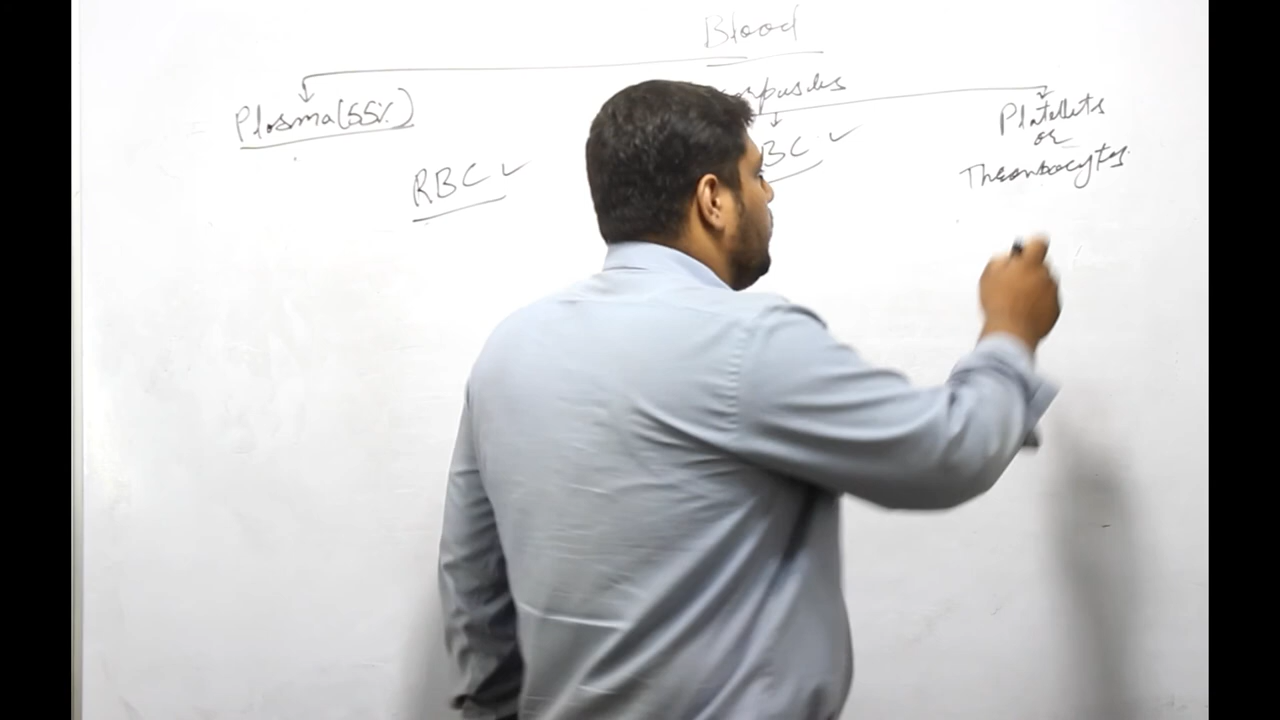 Blood
Plasma (55%)
RBC ✓
BC ✓
Platelets
or
Thrombocytes